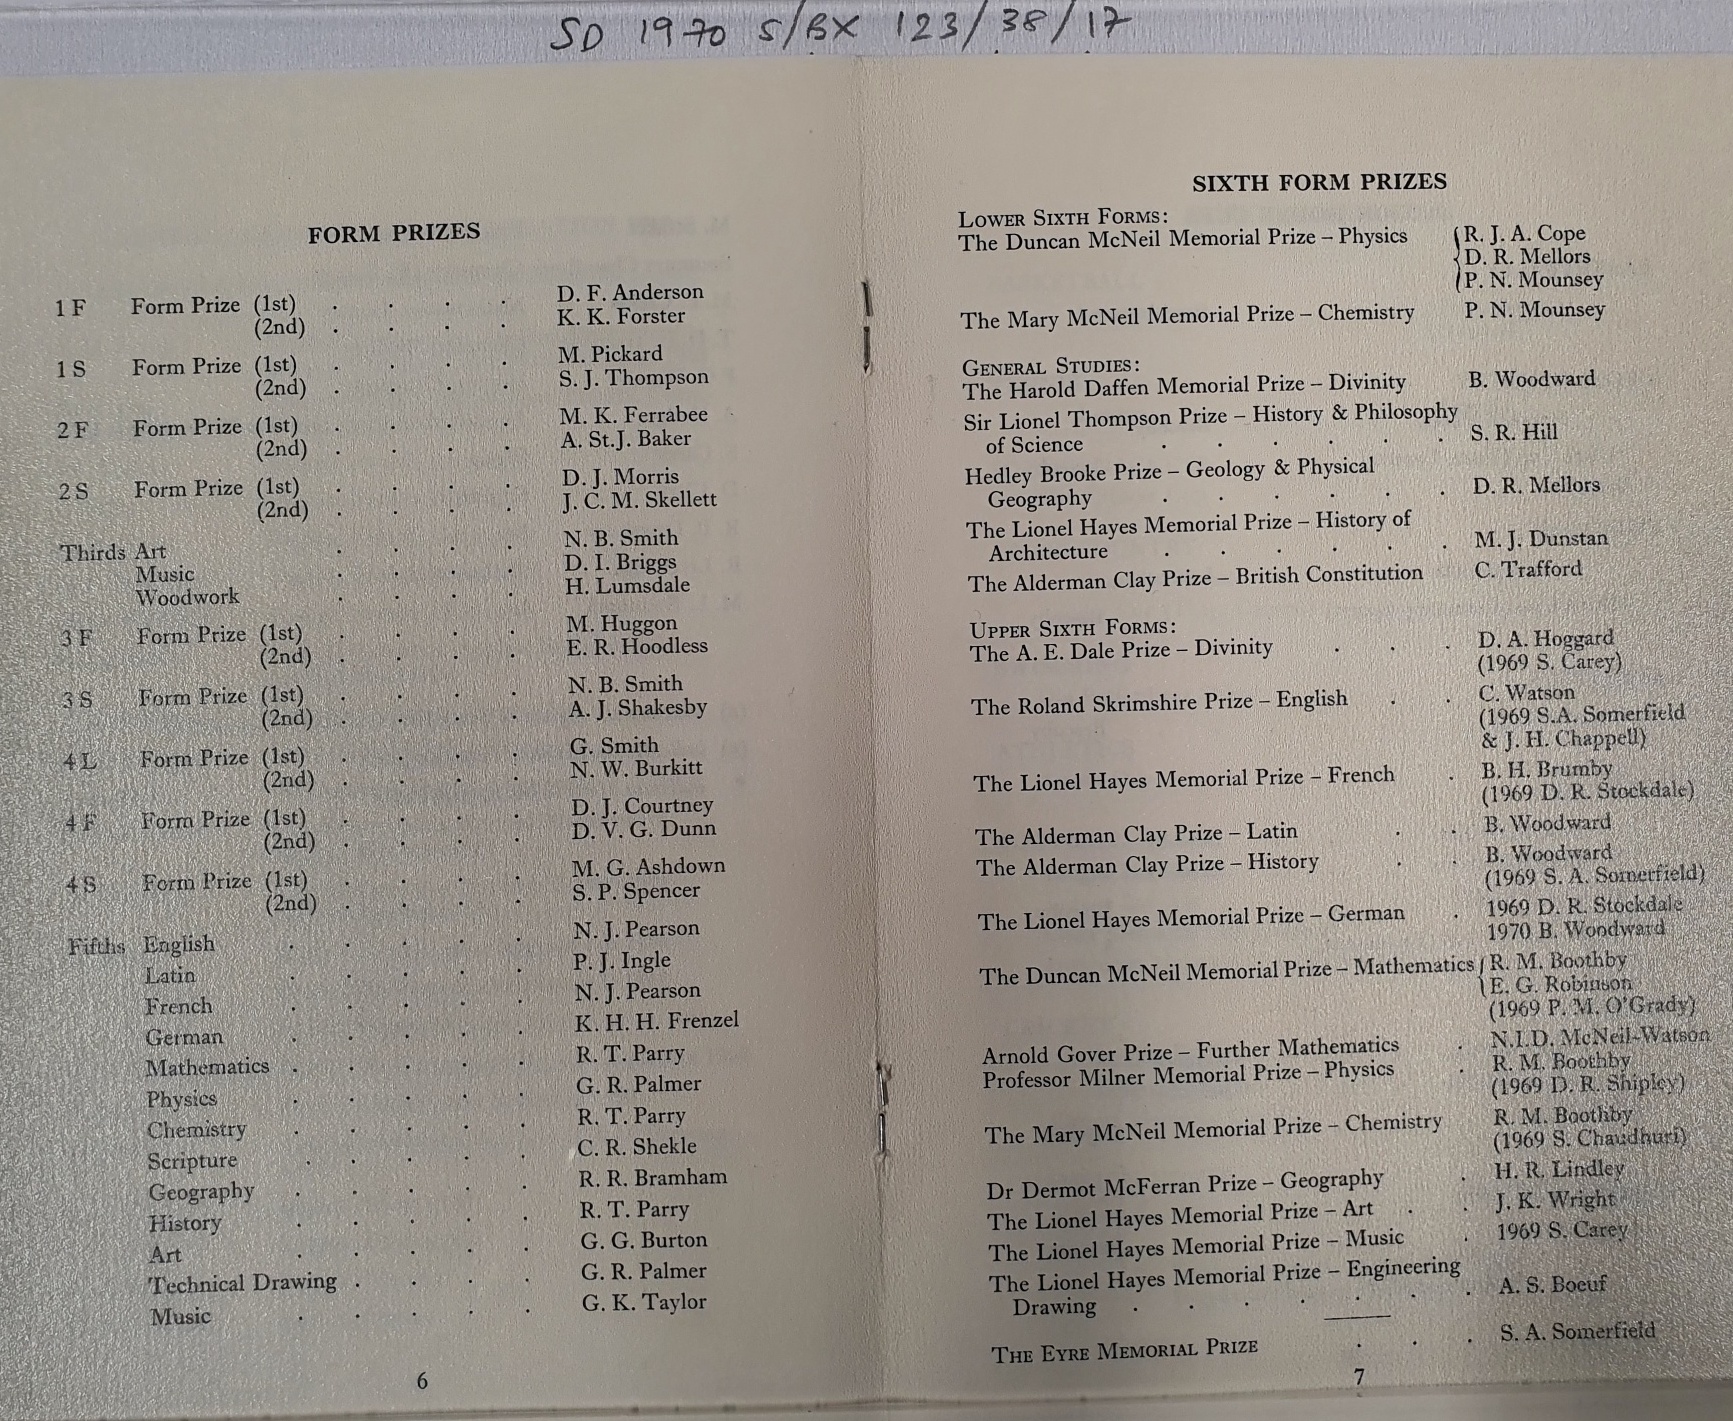 SD 1970 S/BX 123/38/17
FORM PRIZES
1 F Form Prize (1st) . . . . D. F. Anderson
(2nd) . . . . K. K. Forster
1 S Form Prize (1st) . . . . M. Pickard
(2nd) . . . . S. J. Thompson
2 F Form Prize (1st) . . . . M. K. Ferrabee
(2nd) . . . . A. St.J. Baker
2 S Form Prize (1st) . . . . D. J. Morris
(2nd) . . . . J. C. M. Skellett
Thirds Art . . . . N. B. Smith
Music . . . . D. I. Briggs
Woodwork . . . . H. Lumsdale
3 F Form Prize (1st) . . . . M. Huggon
(2nd) . . . . E. R. Hoodless
3 S Form Prize (1st) . . . . N. B. Smith
(2nd) . . . . A. J. Shakesby
4 L Form Prize (1st) . . . . G. Smith
(2nd) . . . . N. W. Burkitt
4 F Form Prize (1st) . . . . D. J. Courtney
(2nd) . . . . D. V. G. Dunn
4 S Form Prize (1st) . . . . M. G. Ashdown
(2nd) . . . . S. P. Spencer
Fifths English . . . . . N. J. Pearson
Latin . . . . . P. J. Ingle
French . . . . . N. J. Pearson
German . . . . . K. H. H. Frenzel
Mathematics . . . . . R. T. Parry
Physics . . . . . G. R. Palmer
Chemistry . . . . . R. T. Parry
Scripture . . . . . C. R. Shekle
Geography . . . . . R. R. Bramham
History . . . . . R. T. Parry
Art . . . . . G. G. Burton
Technical Drawing . . . . G. R. Palmer
Music . . . . . G. K. Taylor
6
SIXTH FORM PRIZES
LOWER SIXTH FORMS:
The Duncan McNeil Memorial Prize – Physics { R. J. A. Cope
D. R. Mellors
P. N. Mounsey
The Mary McNeil Memorial Prize – Chemistry P. N. Mounsey
GENERAL STUDIES:
The Harold Daffen Memorial Prize – Divinity B. Woodward
Sir Lionel Thompson Prize – History & Philosophy
of Science . . . . . S. R. Hill
Hedley Brooke Prize – Geology & Physical
Geography . . . . . D. R. Mellors
The Lionel Hayes Memorial Prize – History of
Architecture . . . . . M. J. Dunstan
The Alderman Clay Prize – British Constitution C. Trafford
UPPER SIXTH FORMS:
The A. E. Dale Prize – Divinity . . . D. A. Hoggard
(1969 S. Carey)
The Roland Skrimshire Prize – English . . C. Watson
(1969 S.A. Somerfield
& J. H. Chappell)
The Lionel Hayes Memorial Prize – French . B. H. Brumby
(1969 D. R. Stockdale)
The Alderman Clay Prize – Latin . . B. Woodward
The Alderman Clay Prize – History . . B. Woodward
(1969 S. A. Somerfield)
The Lionel Hayes Memorial Prize – German . 1969 D. R. Stockdale
1970 B. Woodward
The Duncan McNeil Memorial Prize – Mathematics { R. M. Boothby
E. G. Robinson
(1969 P. M. O'Grady)
Arnold Gover Prize – Further Mathematics . N.I.D. McNeil-Watson
Professor Milner Memorial Prize – Physics . R. M. Boothby
(1969 D. R. Shipley)
The Mary McNeil Memorial Prize – Chemistry R. M. Boothby
(1969 S. Chaudhuri)
Dr Dermot McFerran Prize – Geography . H. R. Lindley
The Lionel Hayes Memorial Prize – Art . . J. K. Wright
The Lionel Hayes Memorial Prize – Music . 1969 S. Carey
The Lionel Hayes Memorial Prize – Engineering
Drawing . . . . . . . A. S. Boeuf
THE EYRE MEMORIAL PRIZE . . . S. A. Somerfield
7